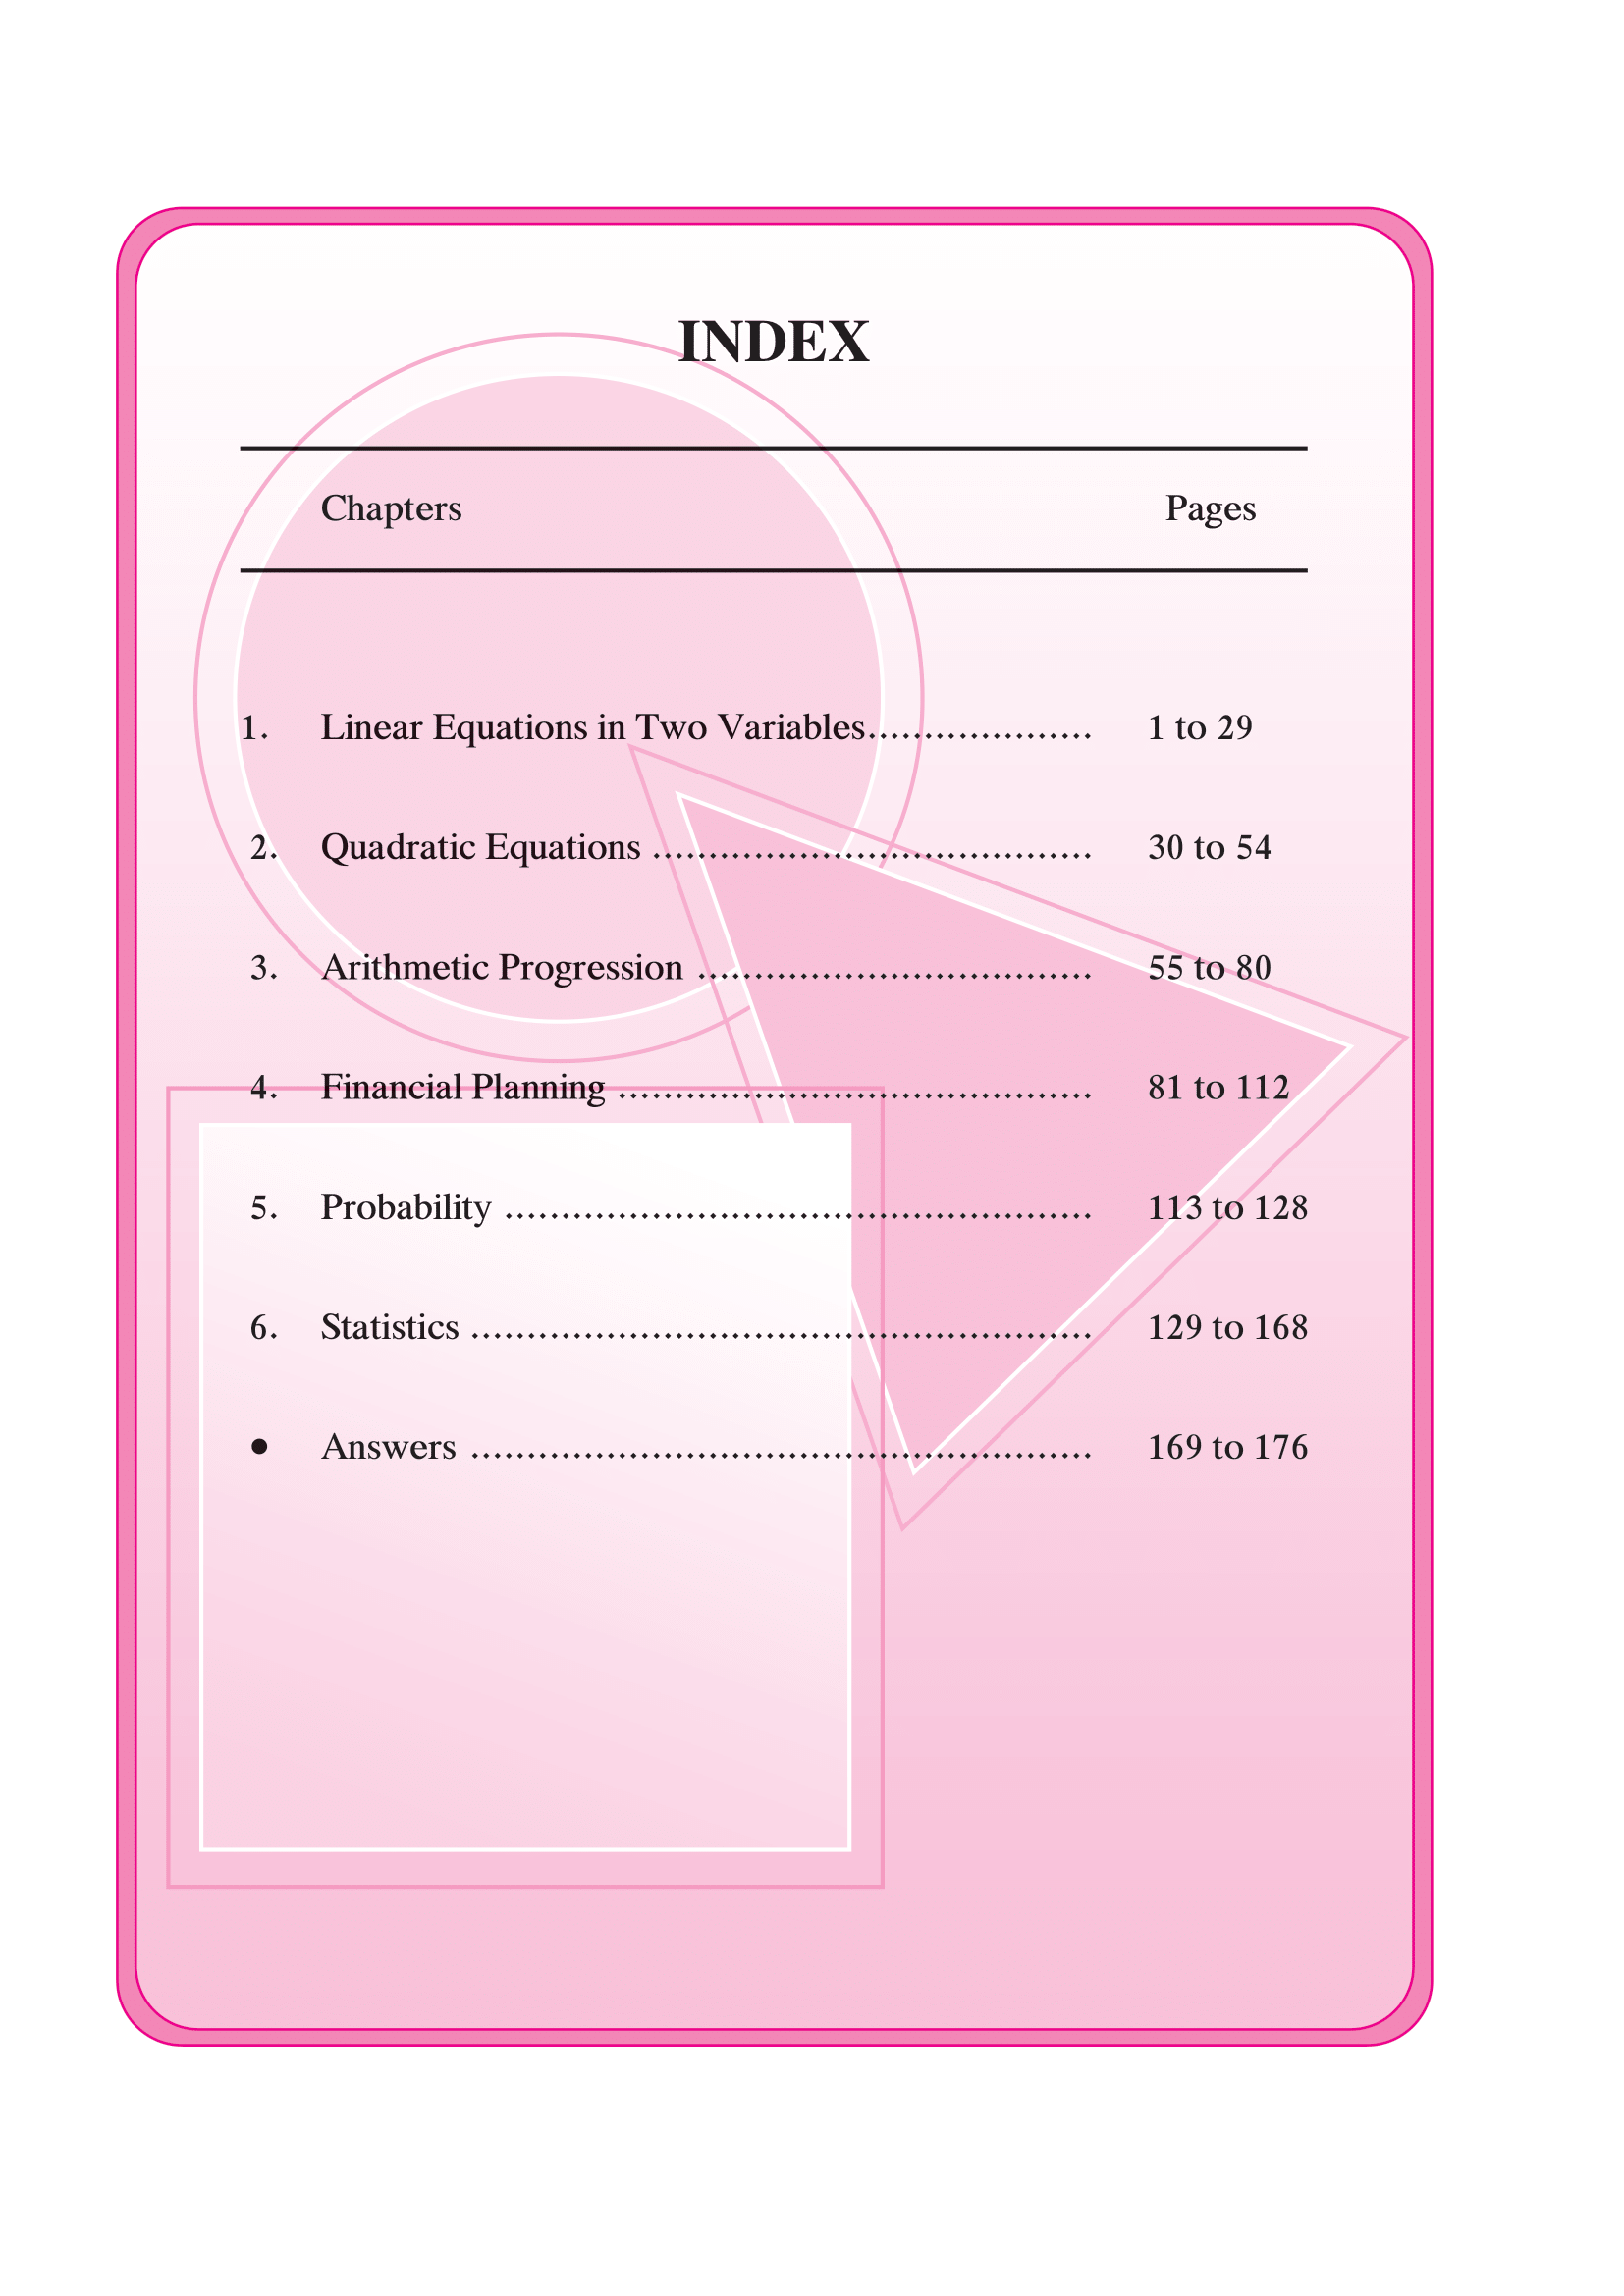 INDEX
Chapters Pages
1. Linear Equations in Two Variables................... 1 to 29
2. Quadratic Equations ..................................... 30 to 54
3. Arithmetic Progression ................................. 55 to 80
4. Financial Planning ........................................ 81 to 112
5. Probability .................................................. 113 to 128
6. Statistics ..................................................... 129 to 168
• Answers ..................................................... 169 to 176